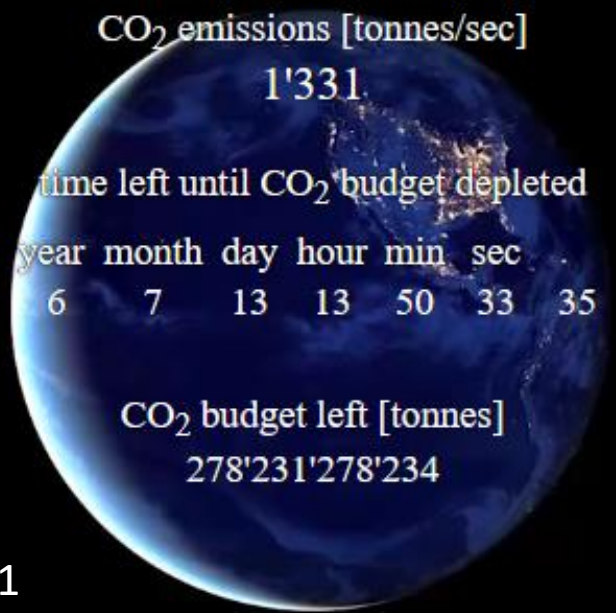 CO₂ emissions [tonnes/sec]
1'331
time left until CO₂ budget depleted
year month day hour min sec
6 7 13 13 50 33 35
CO₂ budget left [tonnes]
278'231'278'234
1